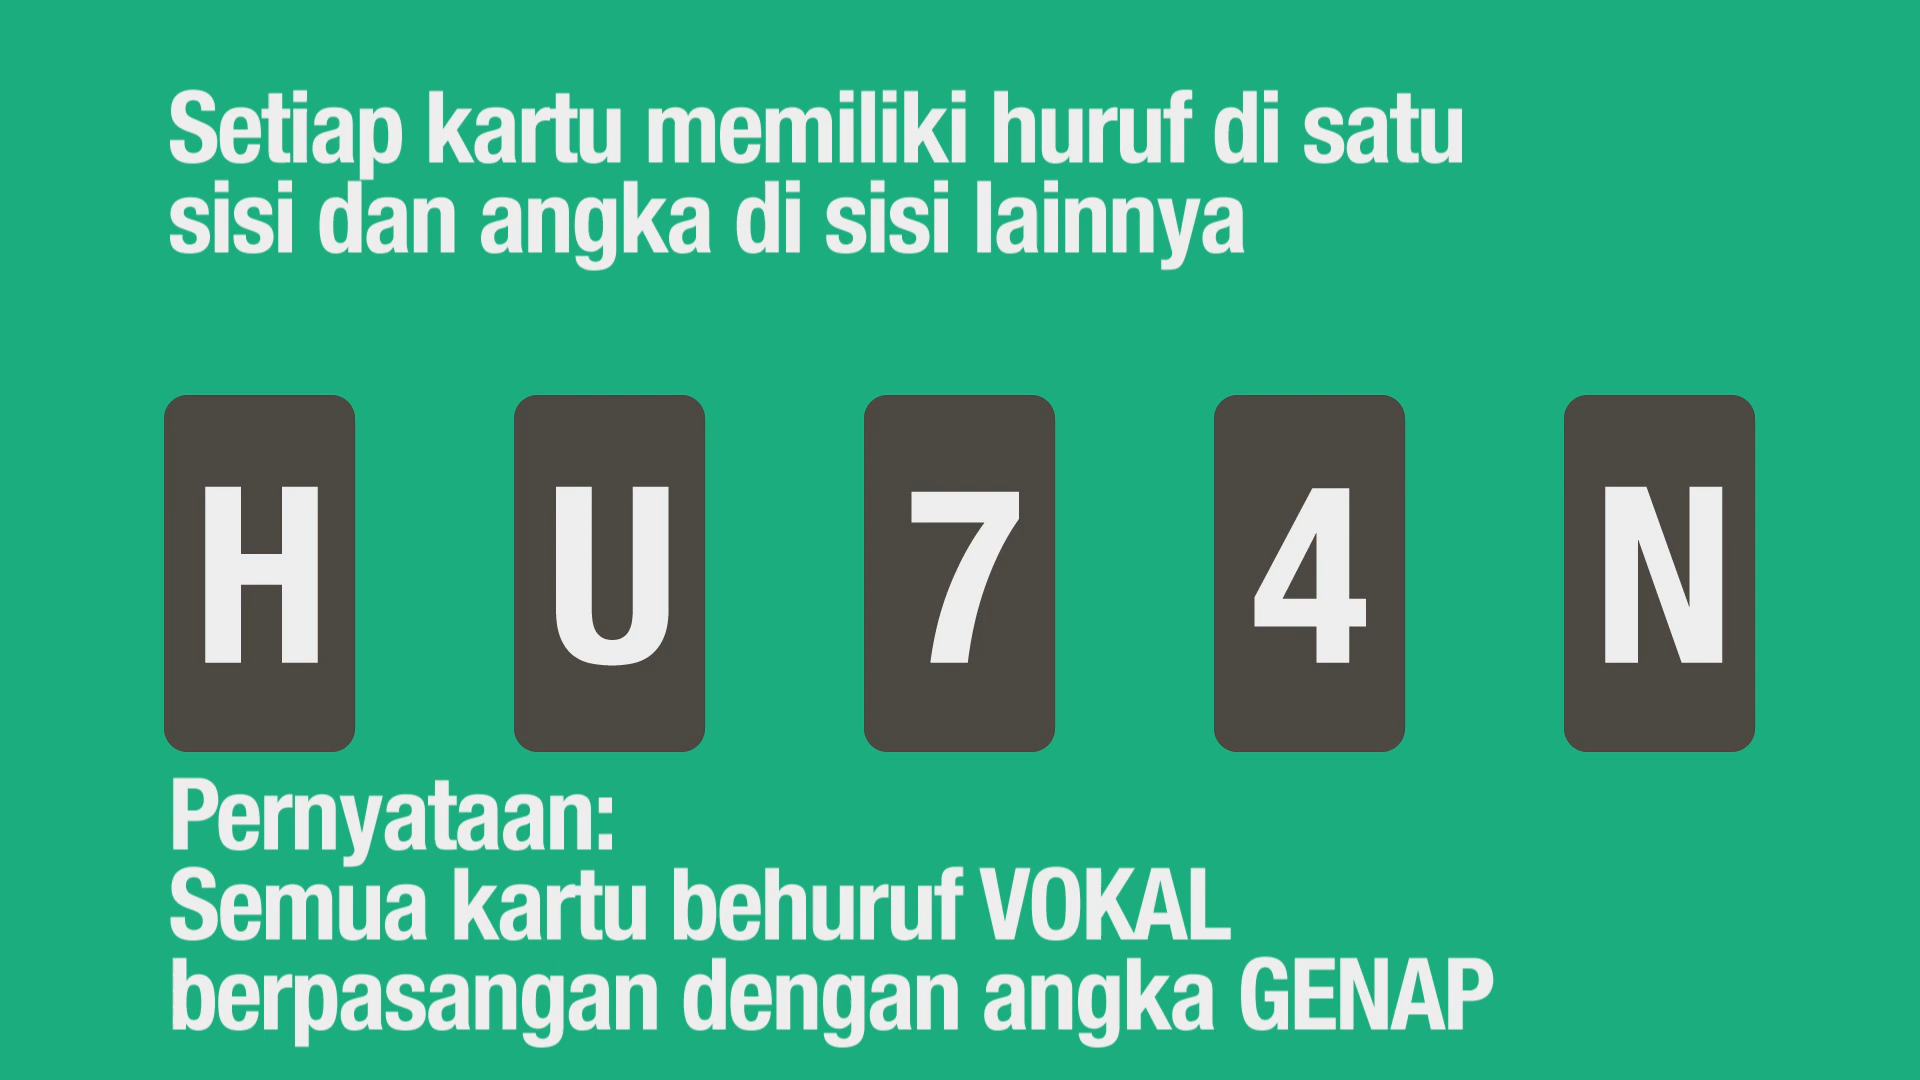 Setiap kartu memiliki huruf di satu
sisi dan angka di sisi lainnya
H U 7 4 N
Pernyataan:
Semua kartu behuruf VOKAL
berpasangan dengan angka GENAP